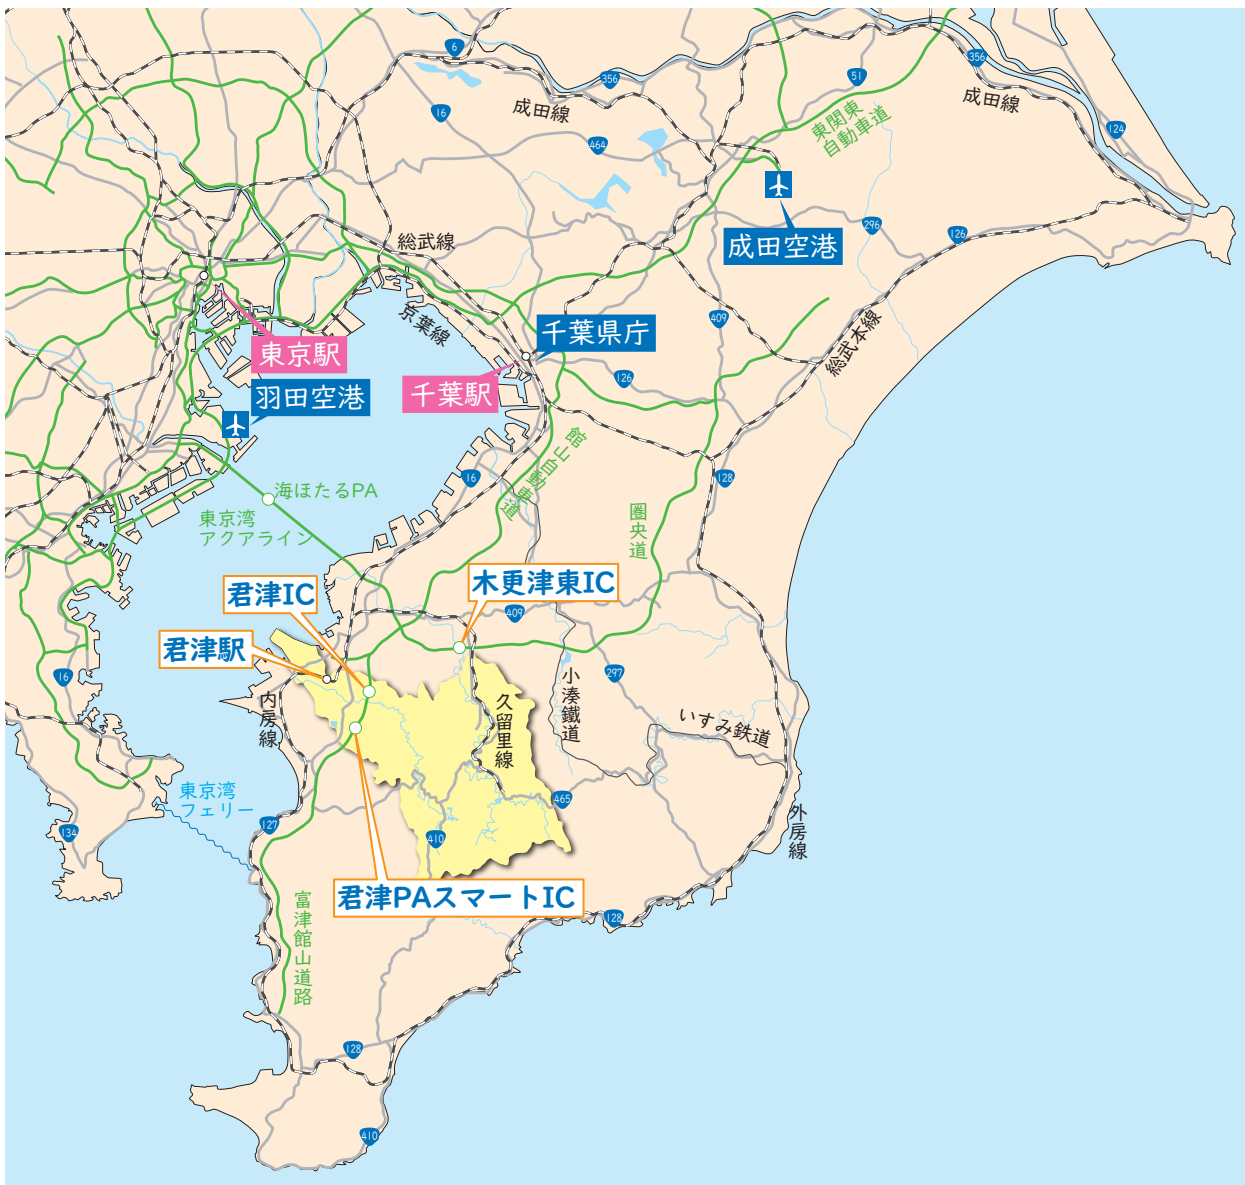 6
356
356
51
16
成田線
成田線
東関東
自動車道
124
464
成田空港
296
126
総武線
京葉線
409
総武本線
千葉県庁
東京駅
千葉駅
126
羽田空港
館山自動車道
16
128
海ほたるPA
東京湾
アクアライン
圏央道
君津IC
木更津東IC
409
君津駅
16
297
内房線
久留里線
小湊鐵道
いすみ鉄道
東京湾
フェリー
465
127
134
410
外房線
君津PAスマートIC
富津館山道路
128
128
410